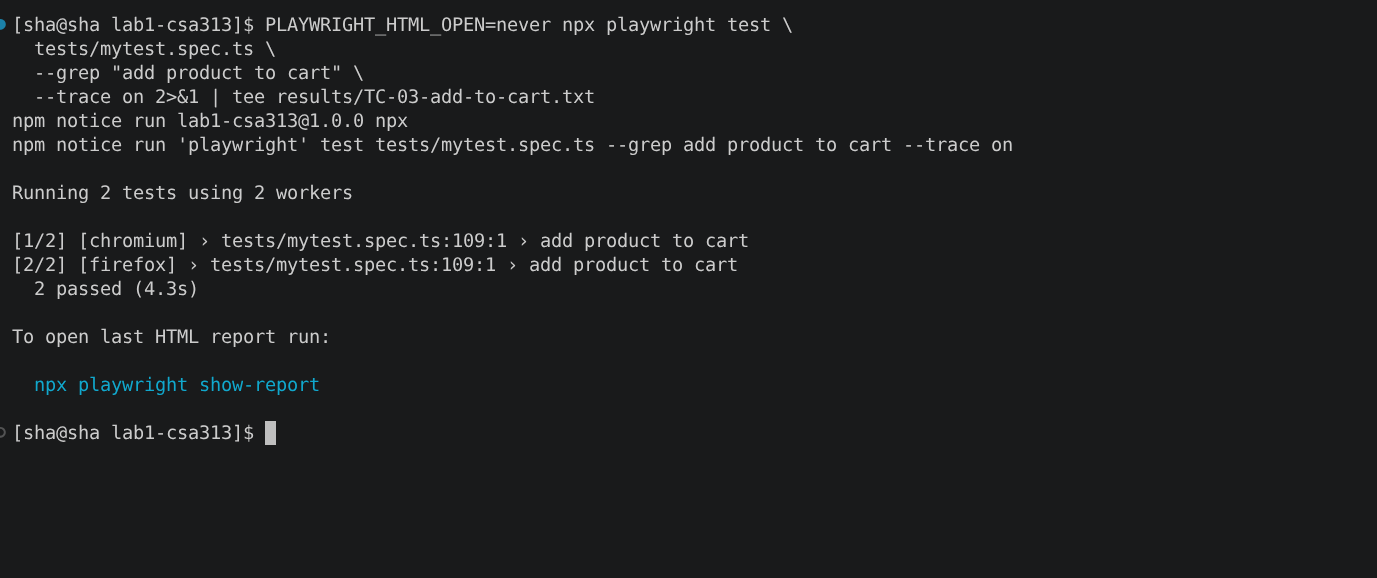 [sha@sha lab1-csa313]$ PLAYWRIGHT_HTML_OPEN=never npx playwright test \
  tests/mytest.spec.ts \
  --grep "add product to cart" \
  --trace on 2>&1 | tee results/TC-03-add-to-cart.txt
npm notice run lab1-csa313@1.0.0 npx
npm notice run 'playwright' test tests/mytest.spec.ts --grep add product to cart --trace on

Running 2 tests using 2 workers

[1/2] [chromium] › tests/mytest.spec.ts:109:1 › add product to cart
[2/2] [firefox] › tests/mytest.spec.ts:109:1 › add product to cart
  2 passed (4.3s)

To open last HTML report run:

  npx playwright show-report

[sha@sha lab1-csa313]$